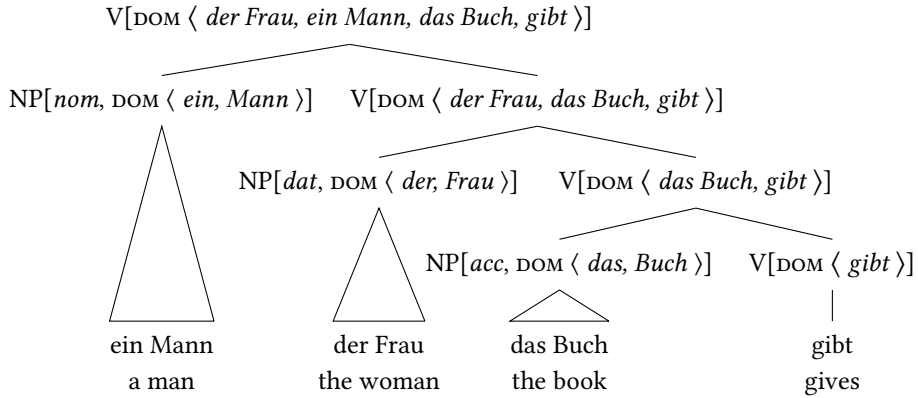 V[DOM ⟨ der Frau, ein Mann, das Buch, gibt ⟩]
NP[nom, DOM ⟨ ein, Mann ⟩] V[DOM ⟨ der Frau, das Buch, gibt ⟩]
NP[dat, DOM ⟨ der, Frau ⟩] V[DOM ⟨ das Buch, gibt ⟩]
NP[acc, DOM ⟨ das, Buch ⟩] V[DOM ⟨ gibt ⟩]
ein Mann der Frau das Buch gibt
a man the woman the book gives